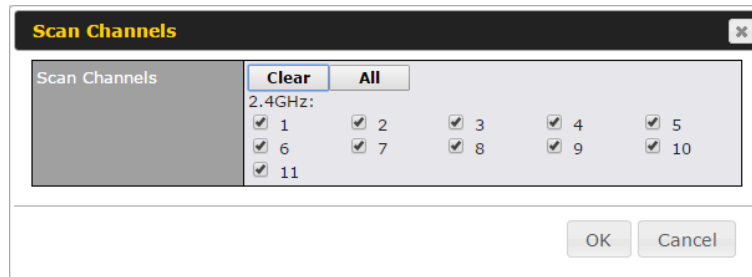 Scan Channels
Scan Channels
Clear All
2.4GHz:
1 2 3 4 5
6 7 8 9 10
11
OK Cancel